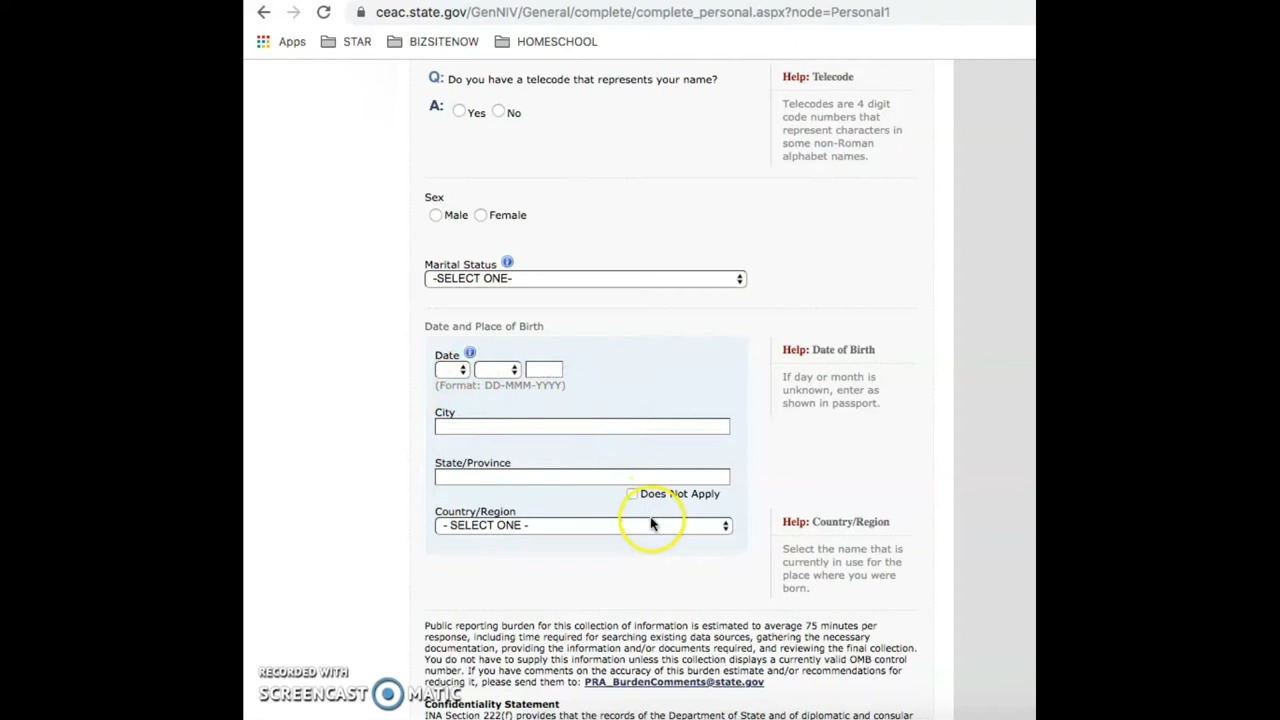 ceac.state.gov/GenNIV/General/complete/complete_personal.aspx?node=Personal1
Apps STAR BIZSITENOW HOMESCHOOL
Q: Do you have a telecode that represents your name?
A: Yes No
Help: Telecode
Telecodes are 4 digit
code numbers that
represent characters in
some non-Roman
alphabet names.
Sex
Male Female
Marital Status
-SELECT ONE-
Date and Place of Birth
Date
(Format: DD-MMM-YYYY)
Help: Date of Birth
If day or month is
unknown, enter as
shown in passport.
City
State/Province
Does Not Apply
Country/Region
- SELECT ONE -
Help: Country/Region
Select the name that is
currently in use for the
place where you were
born.
Public reporting burden for this collection of information is estimated to average 75 minutes per
response, including time required for searching existing data sources, gathering the necessary
documentation, providing the information and/or documents required, and reviewing the final collection.
You do not have to supply this information unless this collection displays a currently valid OMB control
number. If you have comments on the accuracy of this burden estimate and/or recommendations for
reducing it, please send them to: PRA_BurdenComments@state.gov
Confidentiality Statement
INA Section 222(f) provides that the records of the Department of State and of diplomatic and consular
RECORDED WITH
SCREENCAST MATIC